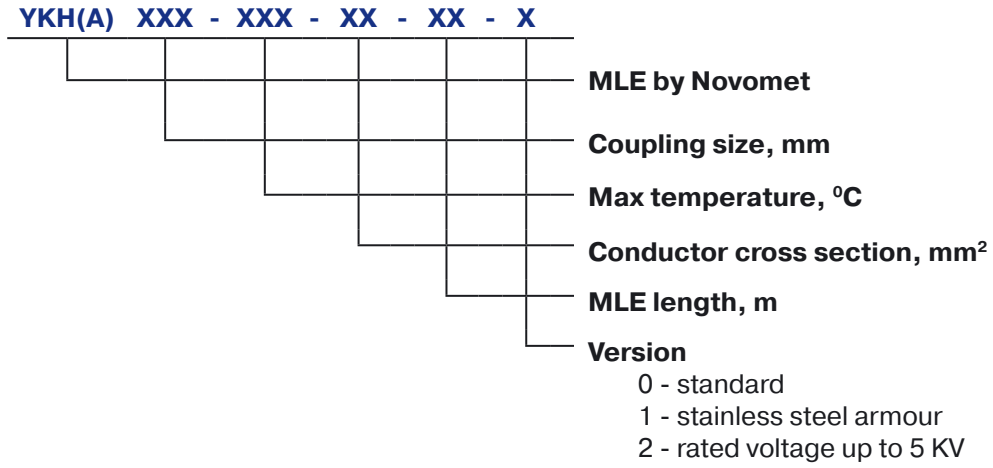 YKH(A) XXX - XXX - XX - XX - X
MLE by Novomet
Coupling size, mm
Max temperature, ⁰C
Conductor cross section, mm²
MLE length, m
Version
0 - standard
1 - stainless steel armour
2 - rated voltage up to 5 KV